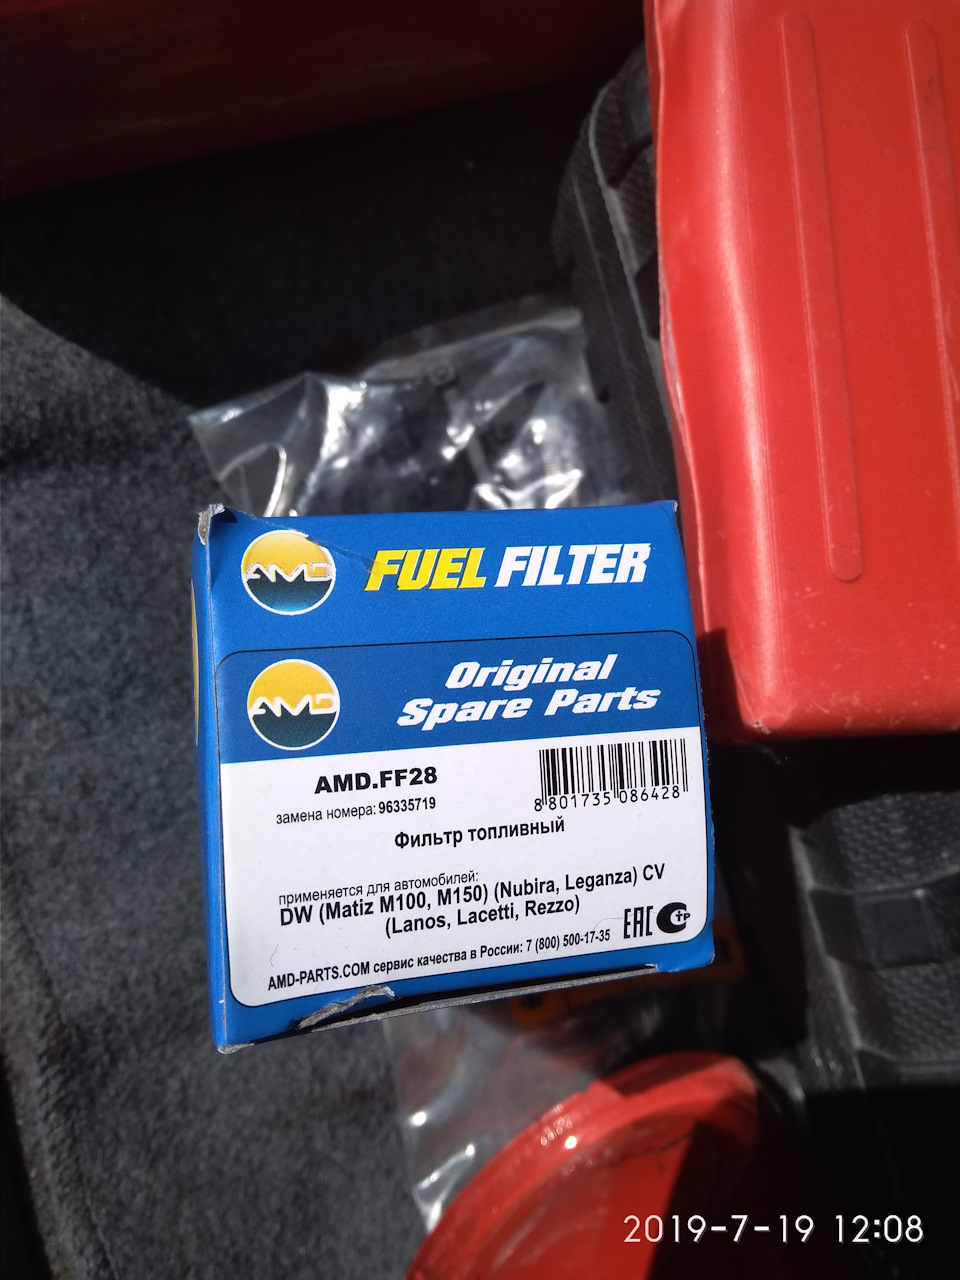 AMD FUEL FILTER
AMD Original
Spare Parts
AMD.FF28
замена номера: 96335719
8 801735 086428
Фильтр топливный
применяется для автомобилей:
DW (Matiz M100, M150) (Nubira, Leganza) CV
(Lanos, Lacetti, Rezzo)
EAC СТР
AMD-PARTS.COM сервис качества в России: 7 (800) 500-17-35
2019-7-19 12:08